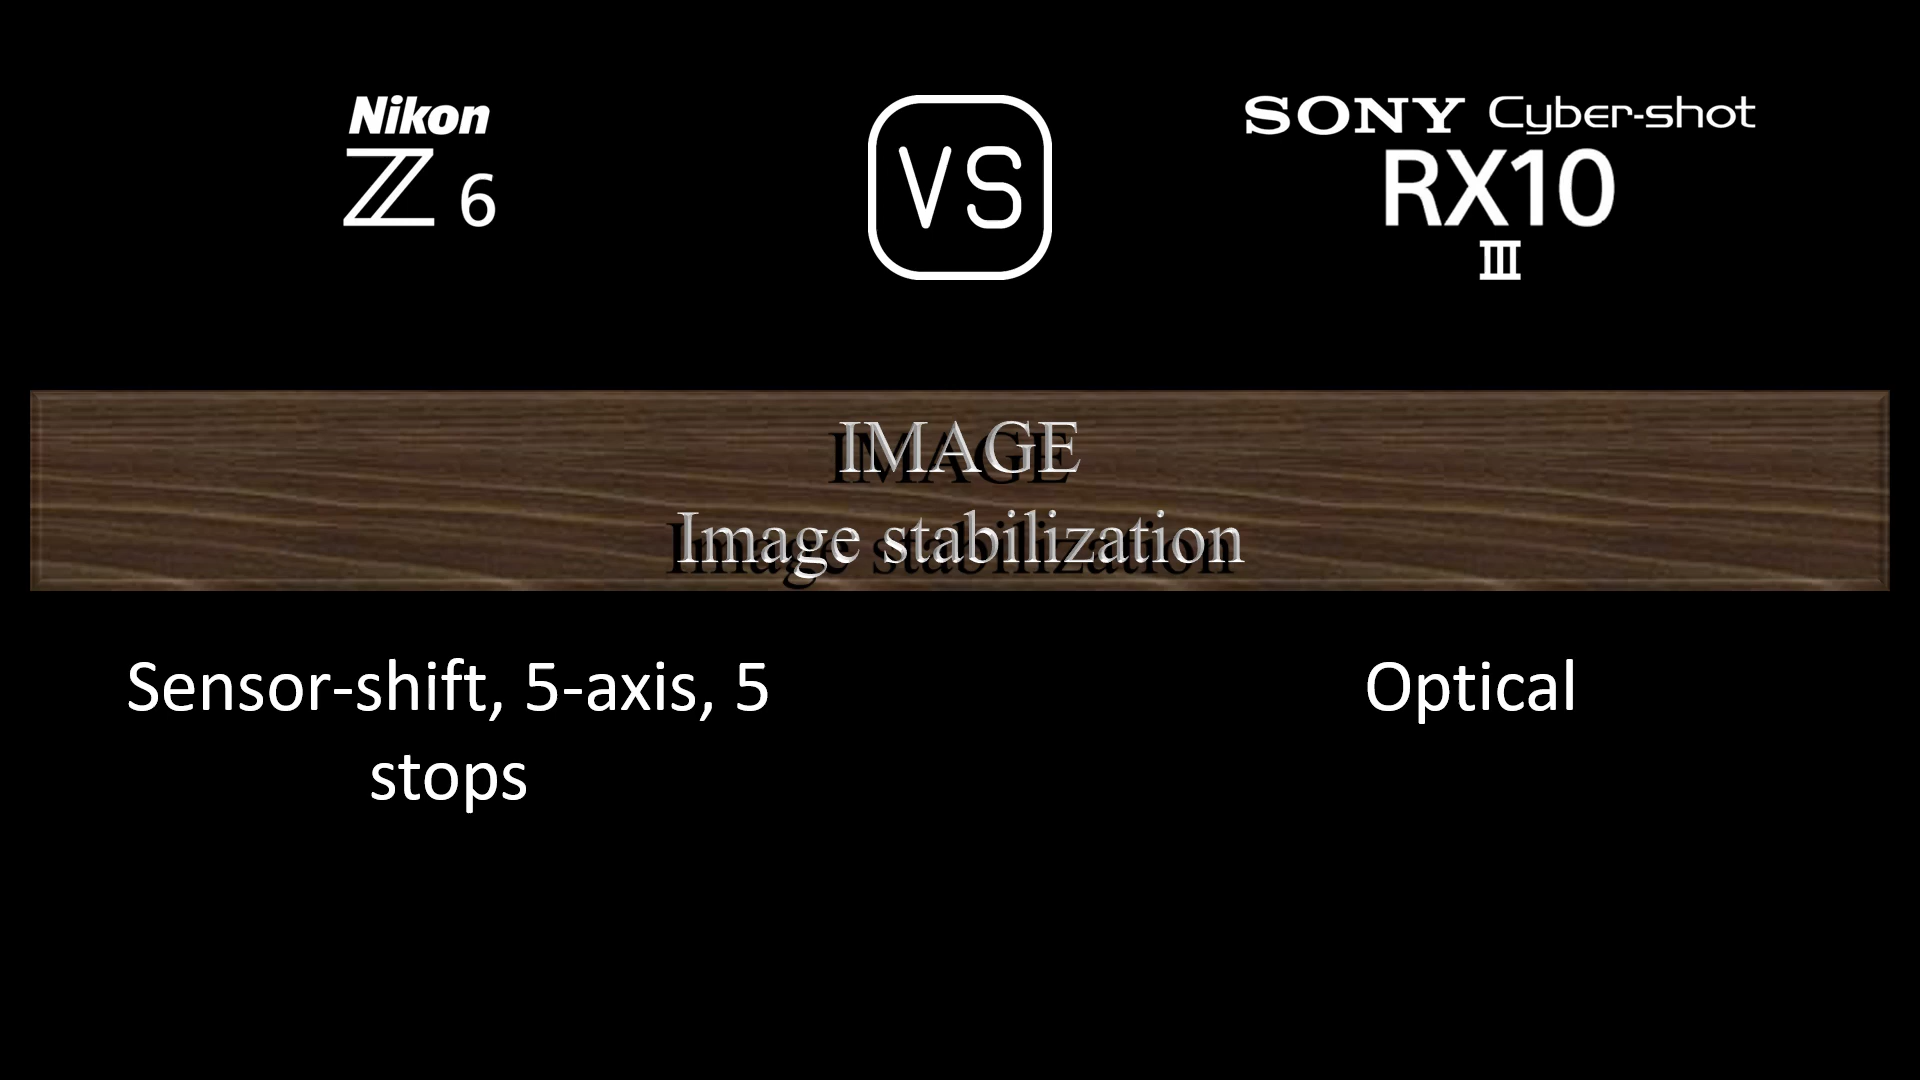 Nikon
Z 6
VS
SONY Cyber-shot
RX10
III
IMAGE
Image stabilization
Sensor-shift, 5-axis, 5
stops
Optical